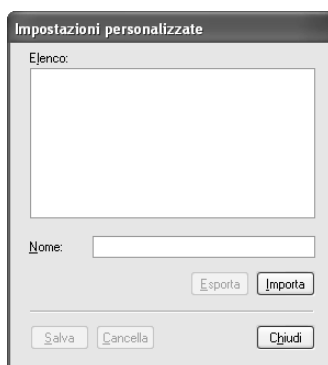 Impostazioni personalizzate
Elenco:
Nome:
Esporta Importa
Salva Cancella Chiudi